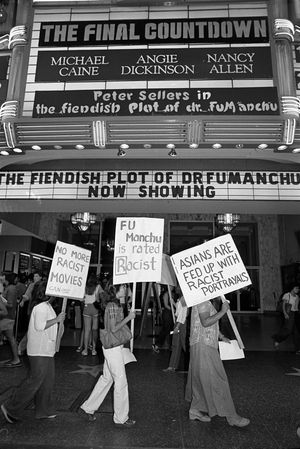 THE FINAL COUNTDOWN
MICHAEL ANGIE NANCY
CAINE DICKINSON ALLEN
Peter Sellers in
the fiendish Plot of dr. FuManchu
THE FIENDISH PLOT OF DR FUMANCHU
NOW SHOWING
NO MORE
RACIST
MOVIES
FU
MANCHU
is rated
Racist
ASIANS ARE
FED UP WITH
RACIST
PORTRAYALS